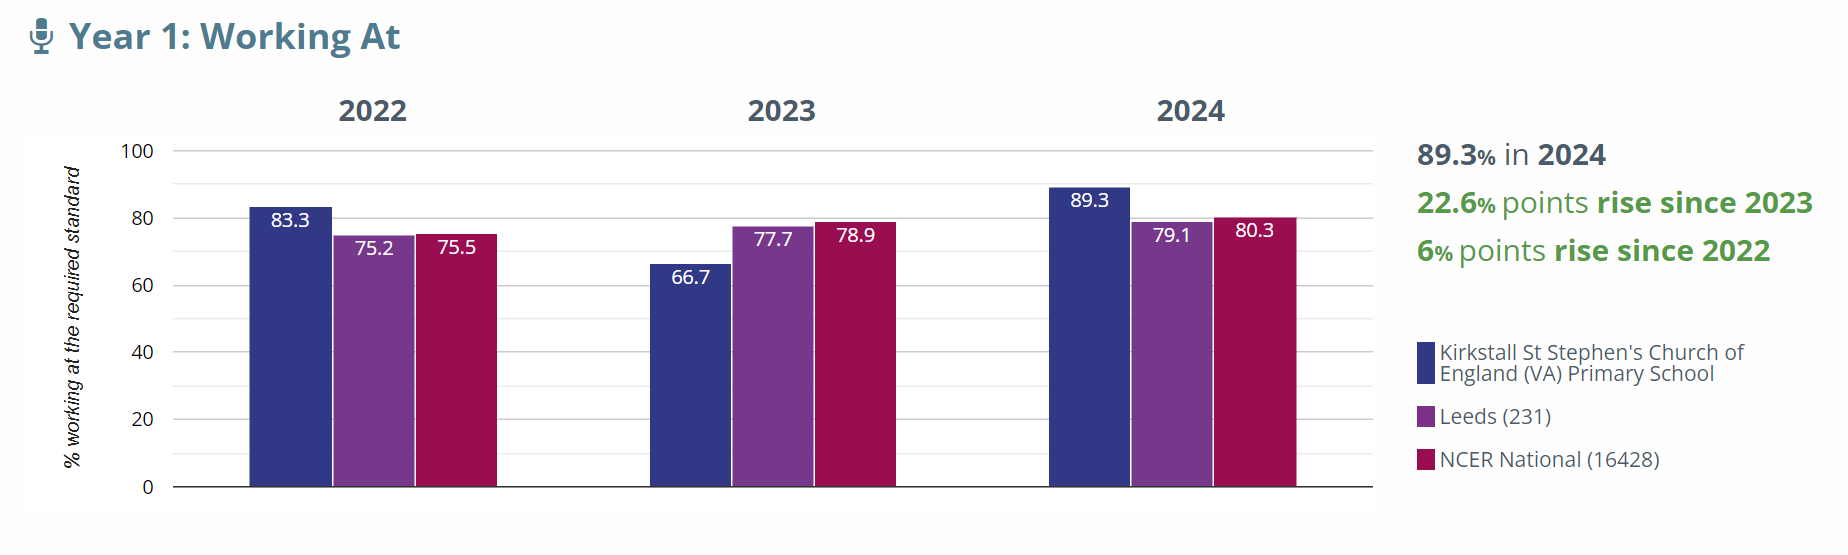 Year 1: Working At
2022
2023
2024
% working at the required standard
100
80
60
40
20
0
83.3
75.2
75.5
66.7
77.7
78.9
89.3
79.1
80.3
89.3% in 2024
22.6% points rise since 2023
6% points rise since 2022
Kirkstall St Stephen's Church of
England (VA) Primary School
Leeds (231)
NCER National (16428)